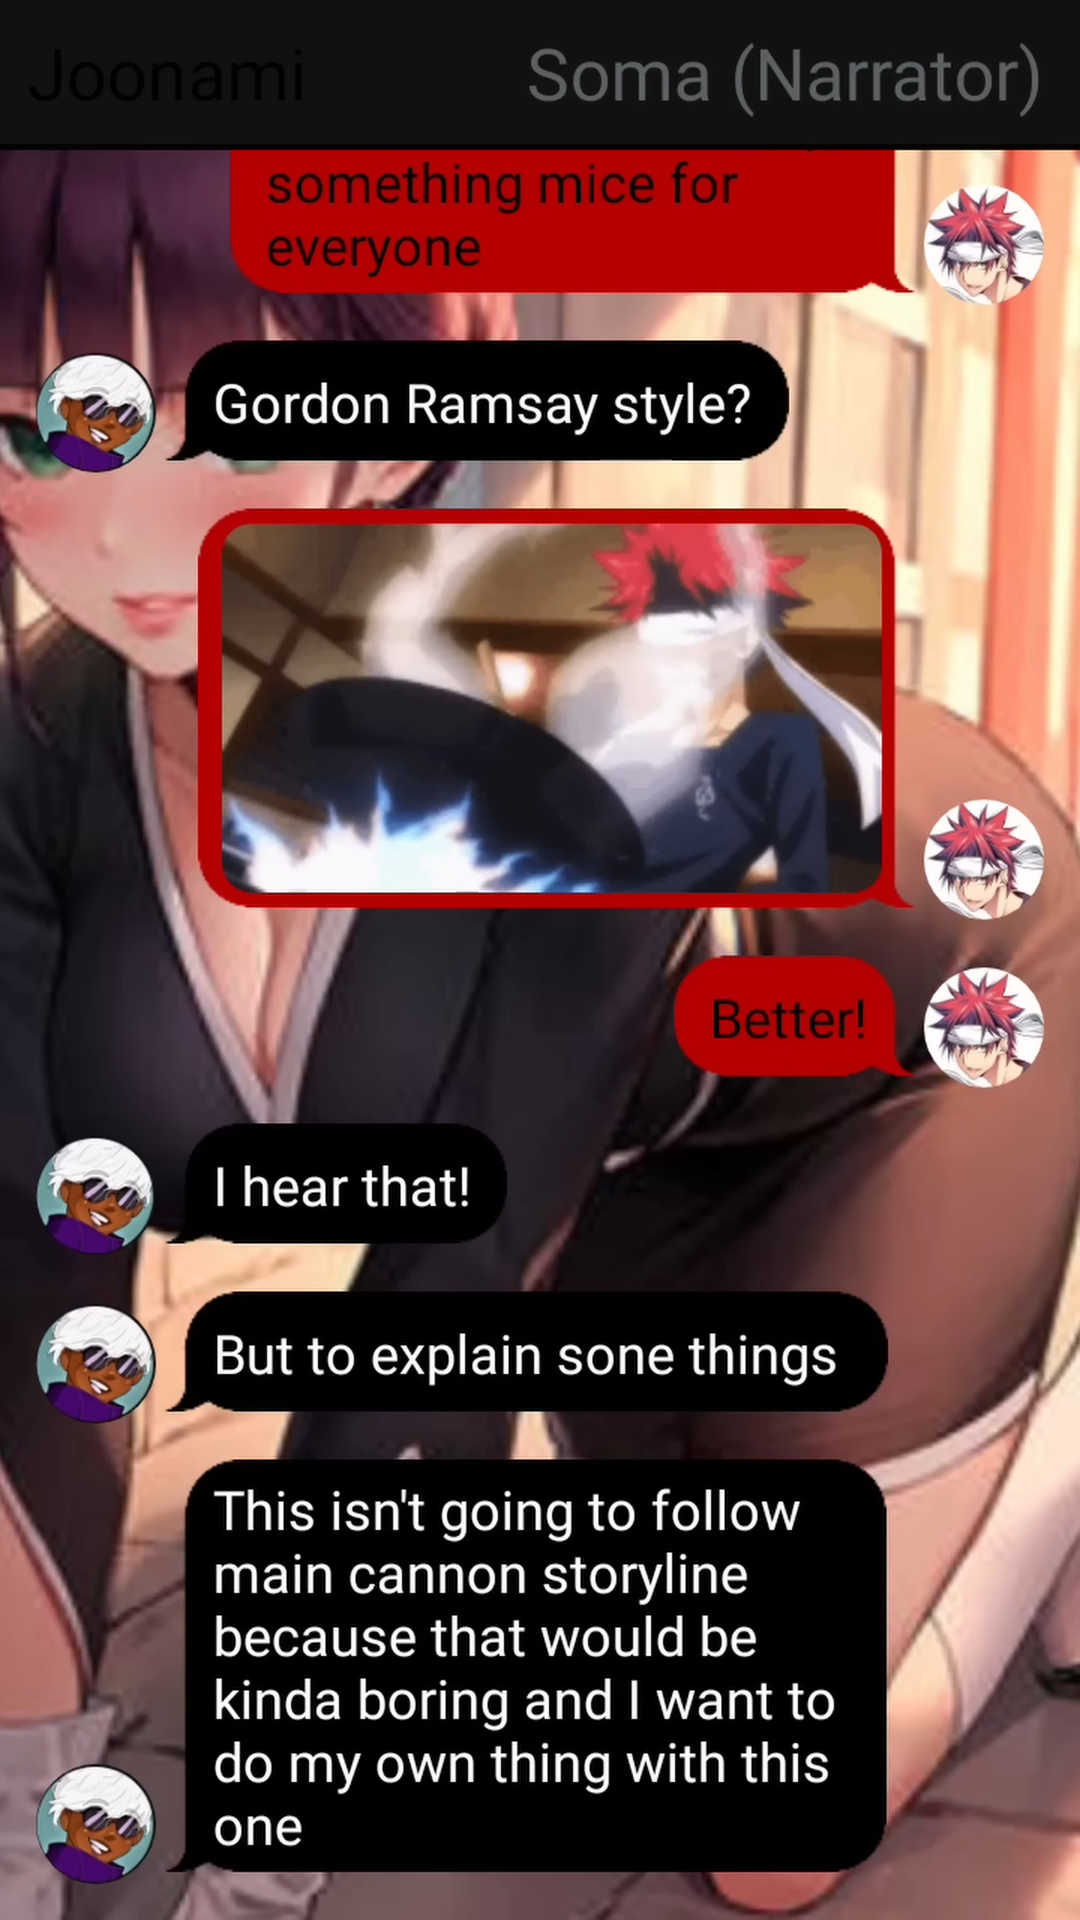 Joonami
Soma (Narrator)
something mice for
everyone
Gordon Ramsay style?
Better!
I hear that!
But to explain sone things
This isn't going to follow
main cannon storyline
because that would be
kinda boring and I want to
do my own thing with this
one